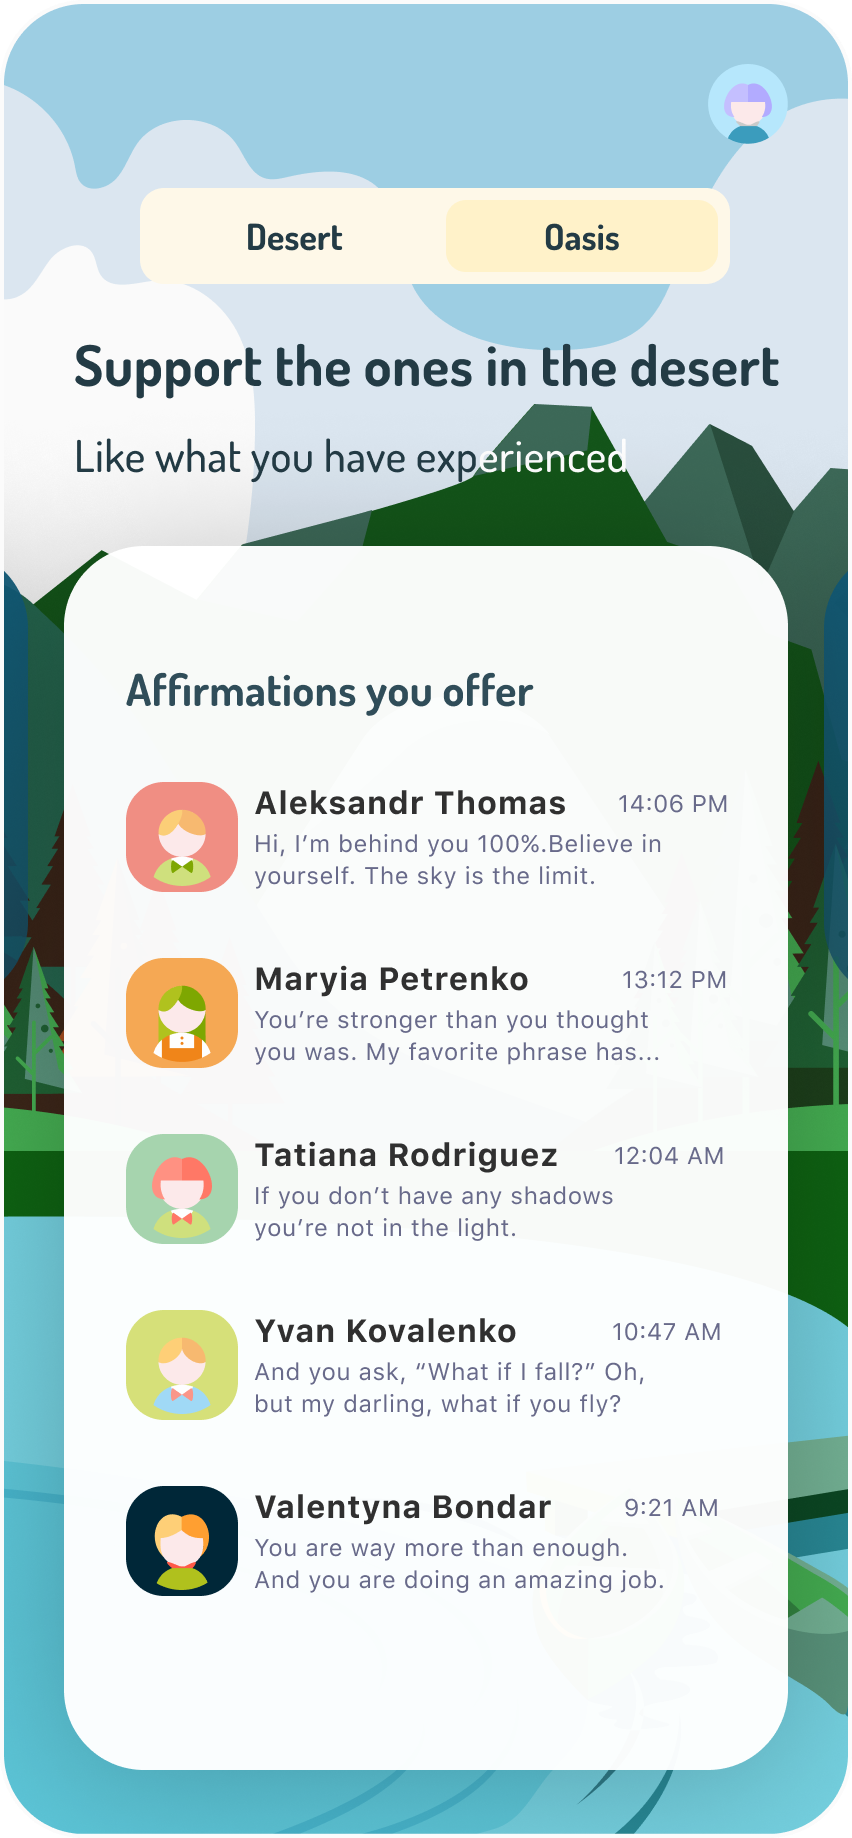 Desert
Oasis
Support the ones in the desert
Like what you have experienced
Affirmations you offer
Aleksandr Thomas 14:06 PM
Hi, I’m behind you 100%.Believe in
yourself. The sky is the limit.
Maryia Petrenko 13:12 PM
You’re stronger than you thought
you was. My favorite phrase has...
Tatiana Rodriguez 12:04 AM
If you don’t have any shadows
you’re not in the light.
Yvan Kovalenko 10:47 AM
And you ask, “What if I fall?” Oh,
but my darling, what if you fly?
Valentyna Bondar 9:21 AM
You are way more than enough.
And you are doing an amazing job.